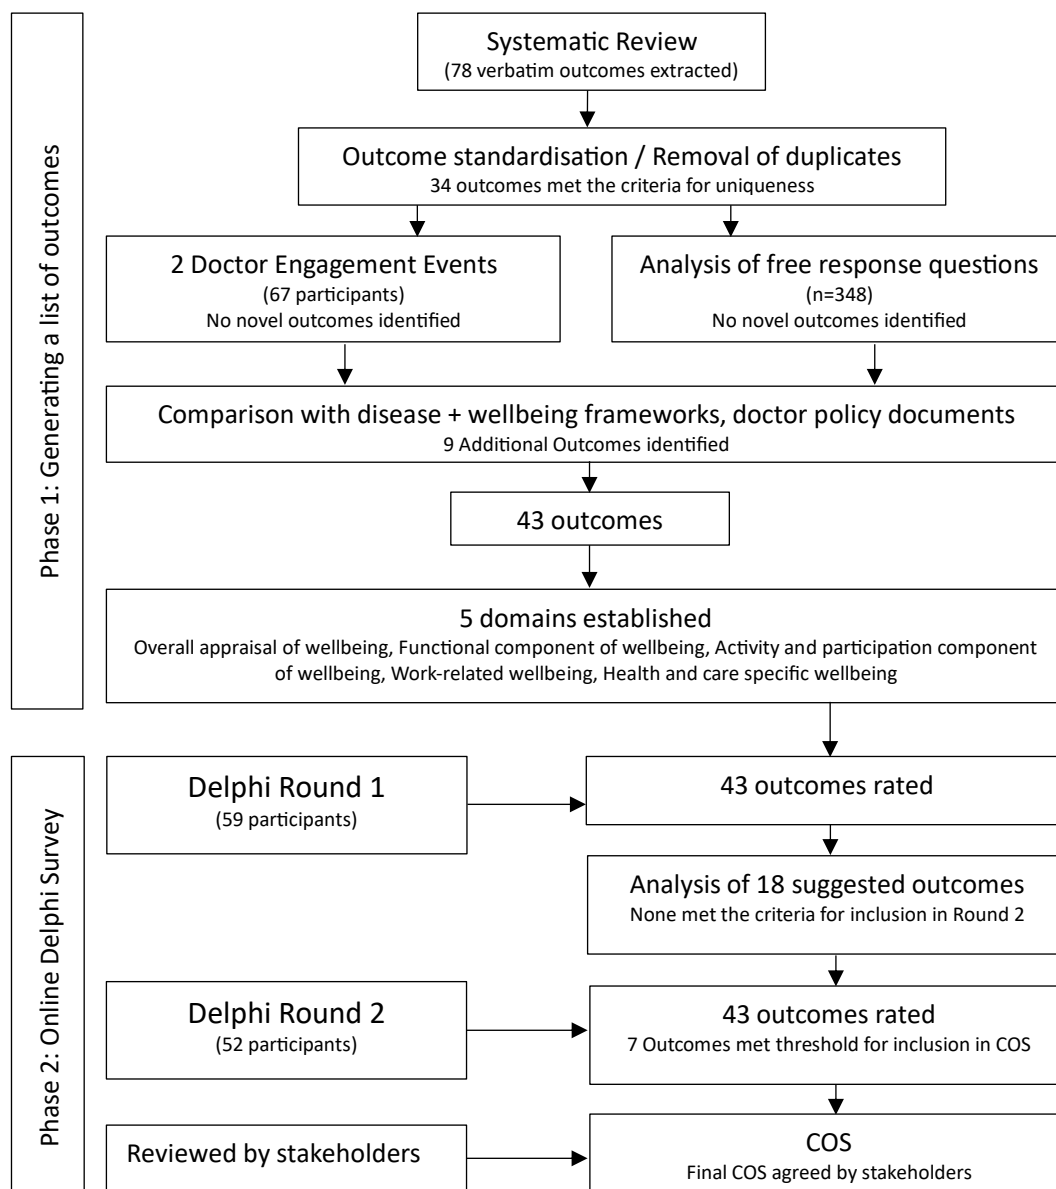 Phase 1: Generating a list of outcomes
Systematic Review
(78 verbatim outcomes extracted)
Outcome standardisation / Removal of duplicates
34 outcomes met the criteria for uniqueness
2 Doctor Engagement Events
(67 participants)
No novel outcomes identified
Analysis of free response questions
(n=348)
No novel outcomes identified
Comparison with disease + wellbeing frameworks, doctor policy documents
9 Additional Outcomes identified
43 outcomes
5 domains established
Overall appraisal of wellbeing, Functional component of wellbeing, Activity and participation component
of wellbeing, Work-related wellbeing, Health and care specific wellbeing
Phase 2: Online Delphi Survey
Delphi Round 1
(59 participants)
43 outcomes rated
Analysis of 18 suggested outcomes
None met the criteria for inclusion in Round 2
Delphi Round 2
(52 participants)
43 outcomes rated
7 Outcomes met threshold for inclusion in COS
Reviewed by stakeholders
COS
Final COS agreed by stakeholders